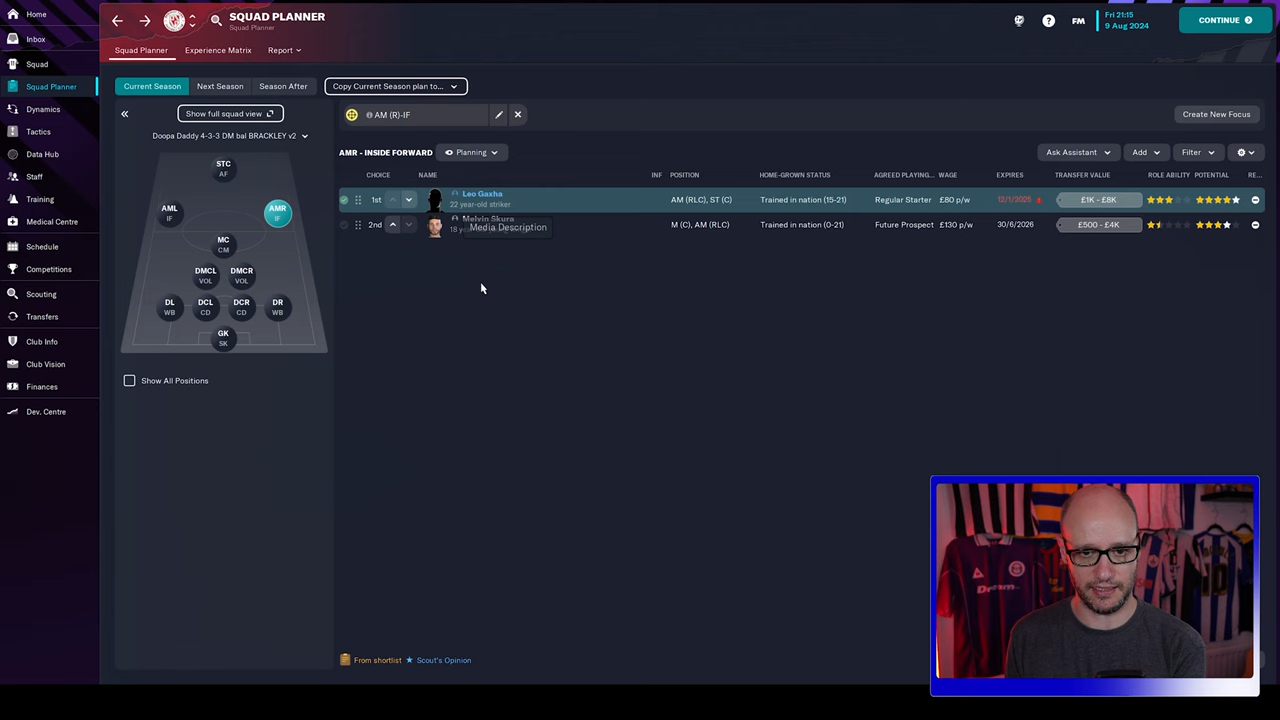 Home
Inbox
Squad
Squad Planner
Dynamics
Tactics
Data Hub
Staff
Training
Medical Centre
Schedule
Competitions
Scouting
Transfers
Club Info
Club Vision
Finances
Dev. Centre
SQUAD PLANNER
Squad Planner
FM
Fri 21:15
9 Aug 2024
CONTINUE
Squad Planner Experience Matrix Report
Current Season Next Season Season After Copy Current Season plan to...
Show full squad view
Doopa Daddy 4-3-3 DM bal BRACKLEY v2
STC
AF
AML
IF
AMR
IF
MC
CM
DMCL
VOL
DMCR
VOL
DL
WB
DCL
CD
DCR
CD
DR
WB
GK
SK
Show All Positions
AM (R)-IF
Create New Focus
AMR - INSIDE FORWARD Planning Ask Assistant Add Filter
CHOICE NAME INF POSITION HOME-GROWN STATUS AGREED PLAYING... WAGE EXPIRES TRANSFER VALUE ROLE ABILITY POTENTIAL RE...
1st Leo Gaxha 22 year-old striker AM (RLC), ST (C) Trained in nation (15-21) Regular Starter £80 p/w 12/1/2025 £1K - £8K
2nd Melvin Skura 18 ye M (C), AM (RLC) Trained in nation (0-21) Future Prospect £130 p/w 30/6/2026 £500 - £4K
Media Description
From shortlist Scout's Opinion